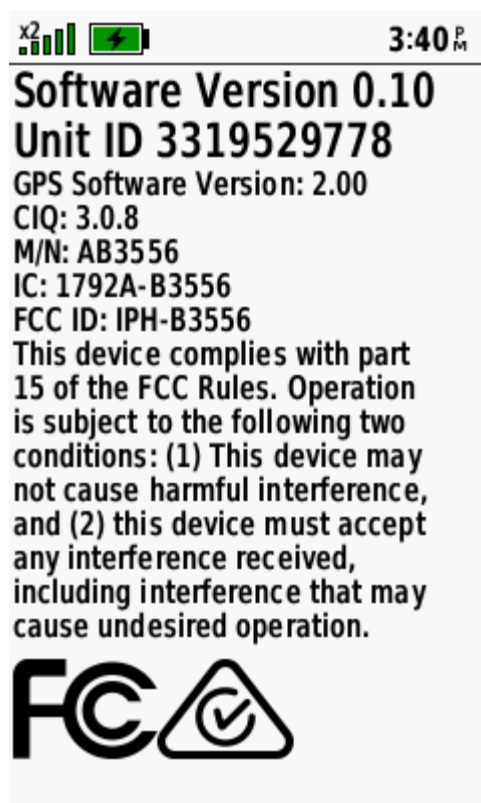 x2
3:40 PM
Software Version 0.10
Unit ID 3319529778
GPS Software Version: 2.00
CIQ: 3.0.8
M/N: AB3556
IC: 1792A-B3556
FCC ID: IPH-B3556
This device complies with part
15 of the FCC Rules. Operation
is subject to the following two
conditions: (1) This device may
not cause harmful interference,
and (2) this device must accept
any interference received,
including interference that may
cause undesired operation.
FC